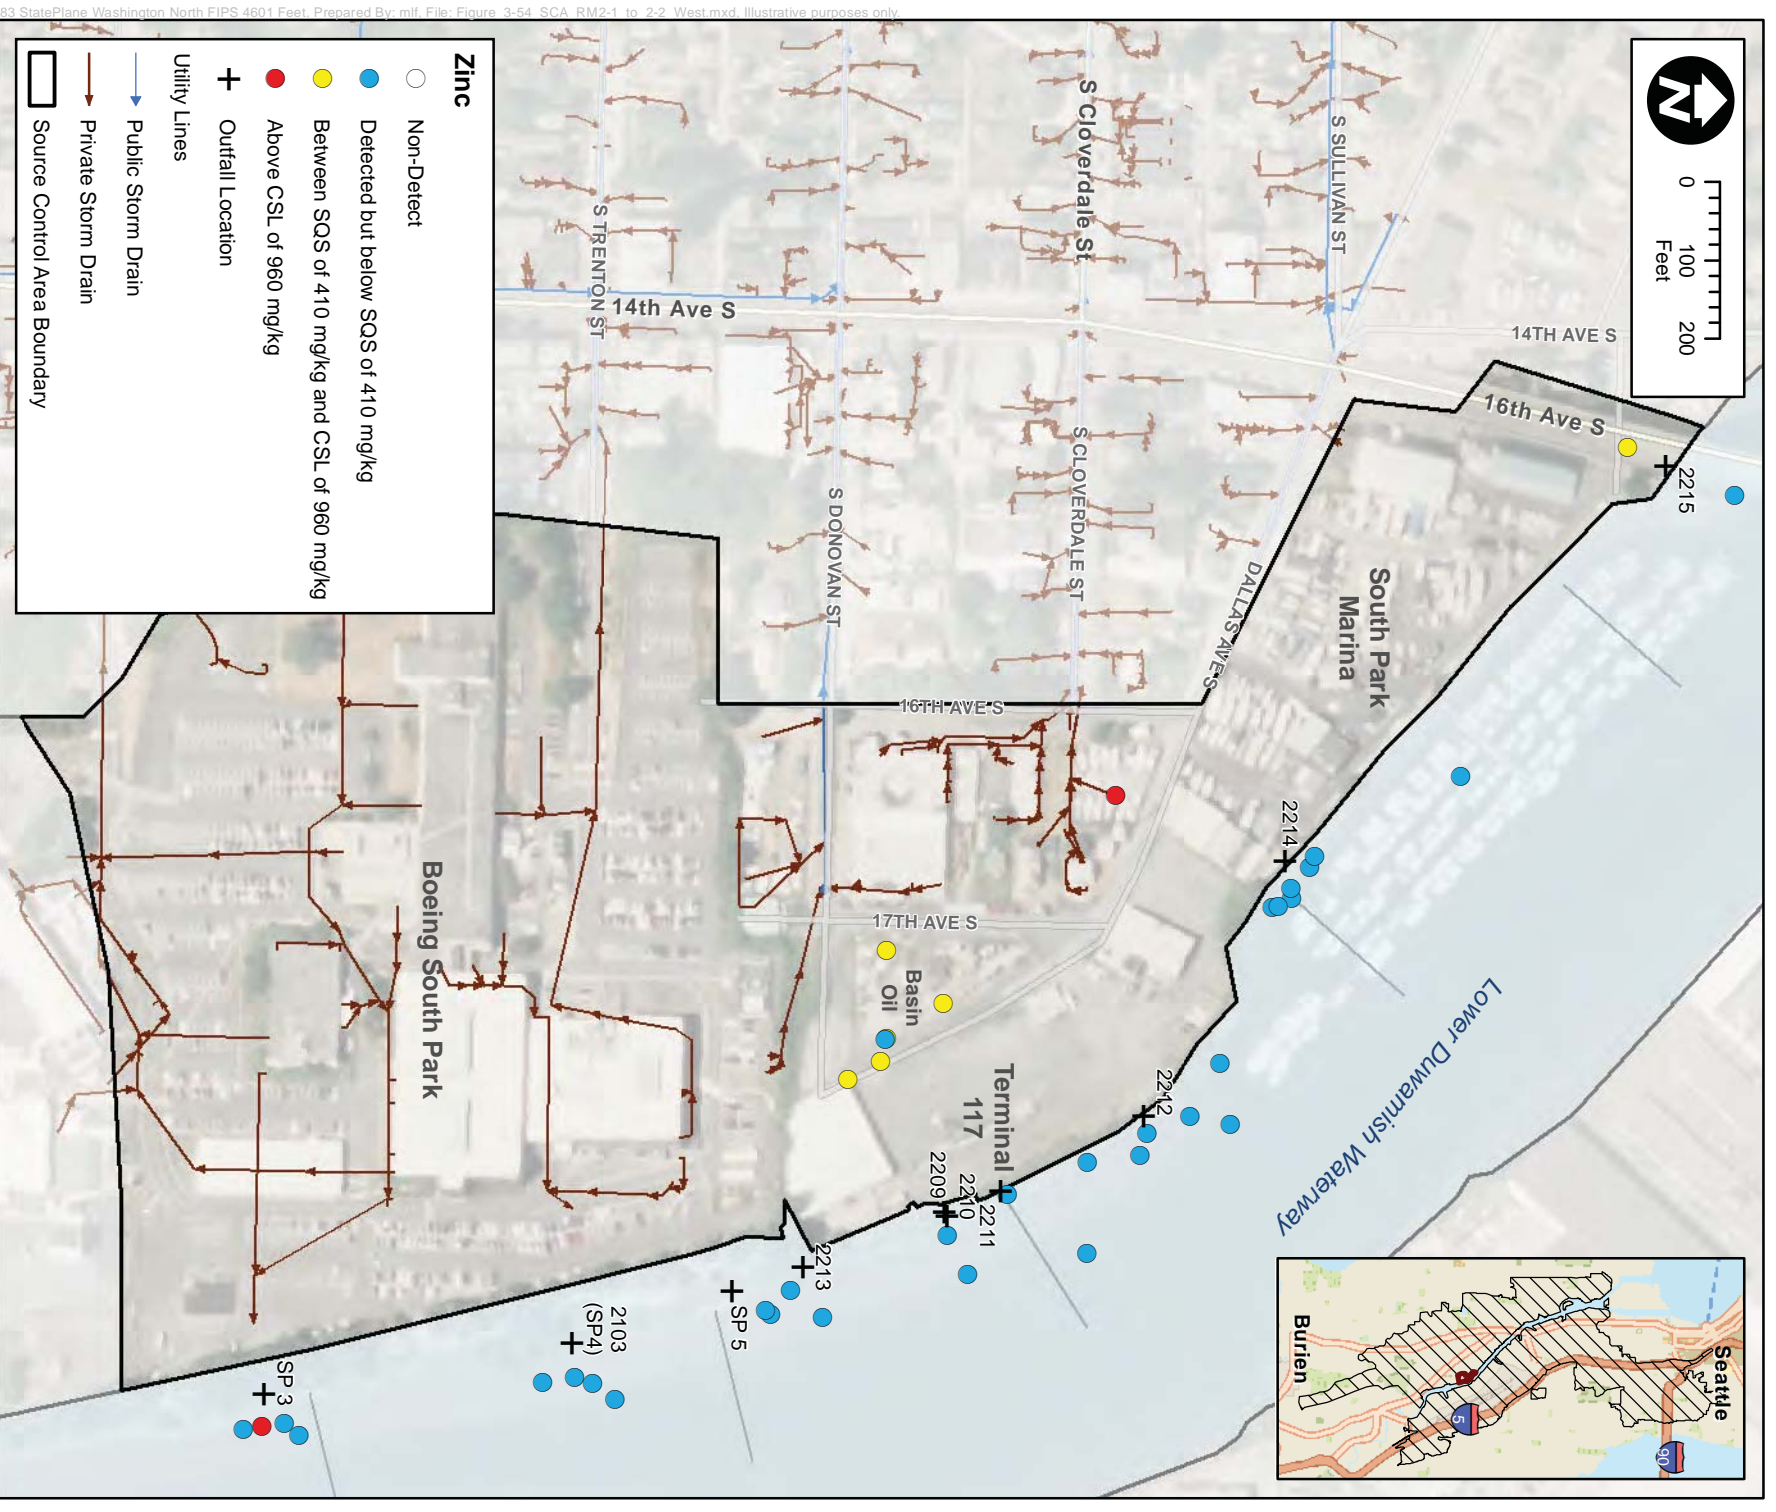 83 StatePlane Washington North FIPS 4601 Feet, Prepared By: mlf, File: Figure_3-54_SCA_RM2-1_to_2-2_West.mxd. Illustrative purposes only.
Zinc
Non-Detect
Detected but below SQS of 410 mg/kg
Between SQS of 410 mg/kg and CSL of 960 mg/kg
Above CSL of 960 mg/kg
Outfall Location
Utility Lines
Public Storm Drain
Private Storm Drain
Source Control Area Boundary
N
0 100 200
Feet
S SULLIVAN ST
S Cloverdale St
S TRENTON ST
14th Ave S
14TH AVE S
16th Ave S
S CLOVERDALE ST
S DONOVAN ST
DALLAS AVE S
16TH AVE S
17TH AVE S
South Park
Marina
Basin
Oil
Terminal
117
Boeing South Park
Lower Duwamish Waterway
2215
2214
2212
2211
2210
2209
2213
SP 5
2103
(SP4)
SP 3
Seattle
Burien
5
90